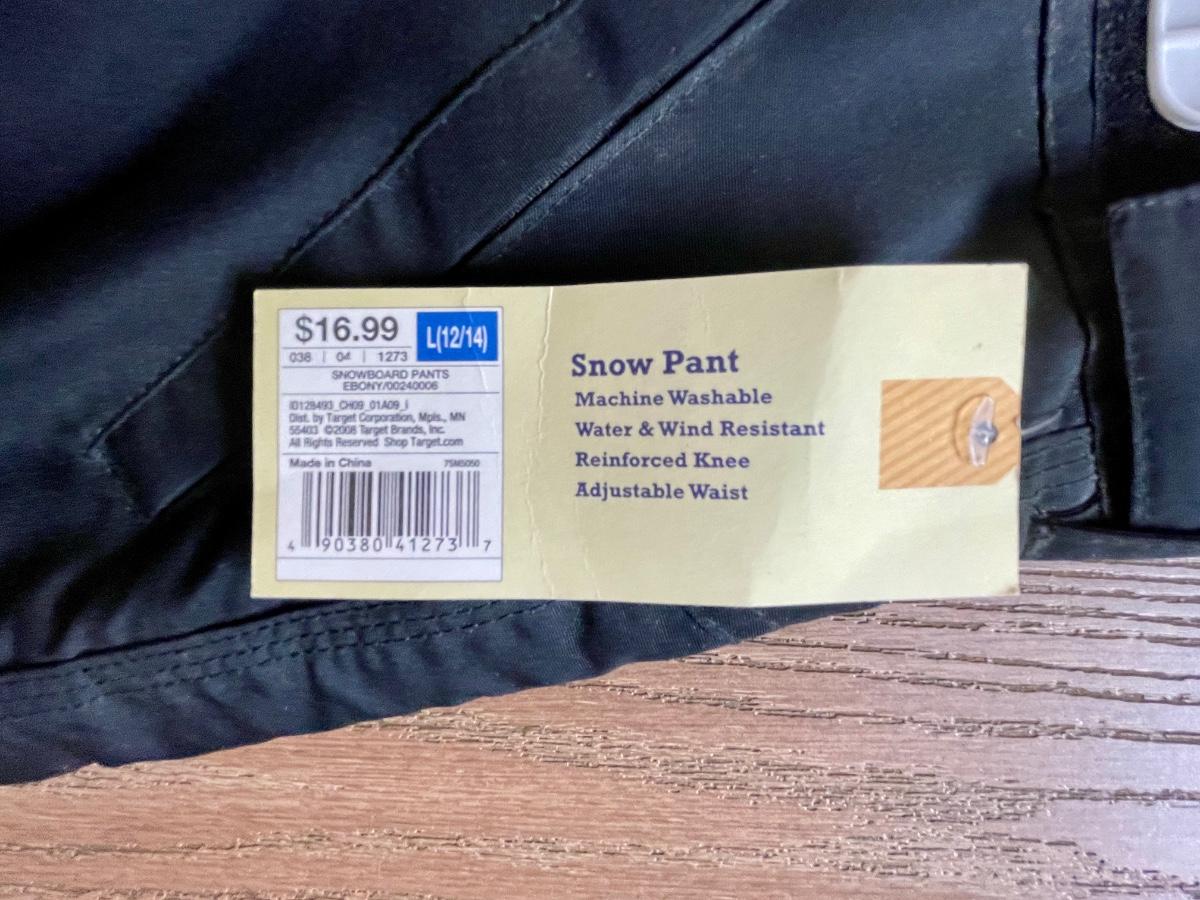 $16.99
L(12/14)
038 | 04 | 1273
SNOWBOARD PANTS
EBONY/00240006
ID128493_CH09_01A09_I
Dist. by Target Corporation, Mpls., MN
55403 ©2008 Target Brands, Inc.
All Rights Reserved Shop Target.com
Made in China 7SM5050
4 90380 41273 7
Snow Pant
Machine Washable
Water & Wind Resistant
Reinforced Knee
Adjustable Waist